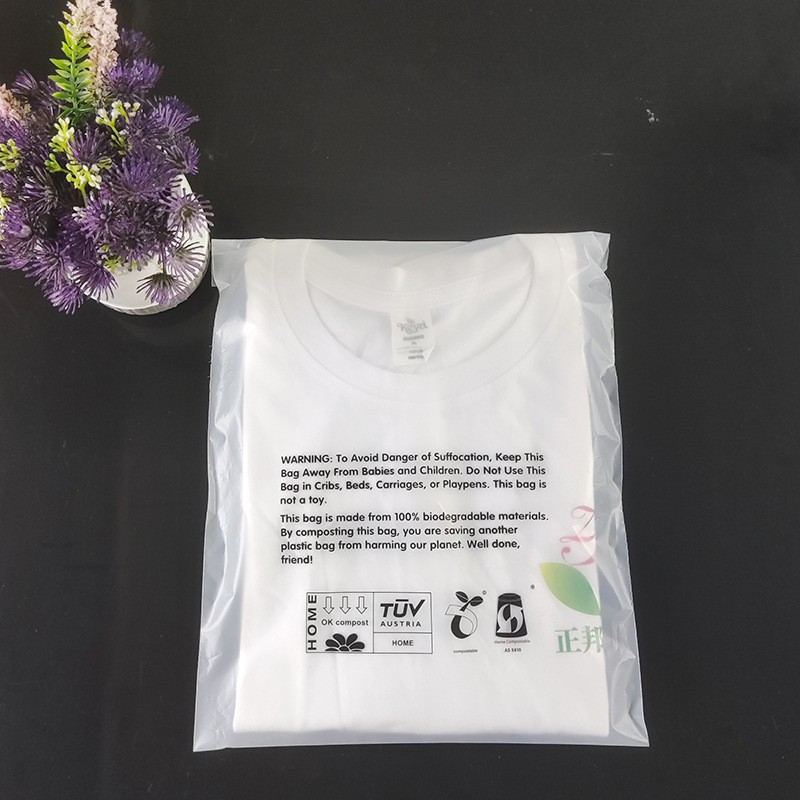 WARNING: To Avoid Danger of Suffocation, Keep This
Bag Away From Babies and Children. Do Not Use This
Bag in Cribs, Beds, Carriages, or Playpens. This bag is
not a toy.
This bag is made from 100% biodegradable materials.
By composting this bag, you are saving another
plastic bag from harming our planet. Well done,
friend!
HOME
OK compost
TÜV
AUSTRIA
HOME
compostable
Home Compostable
AS 5810
正邦